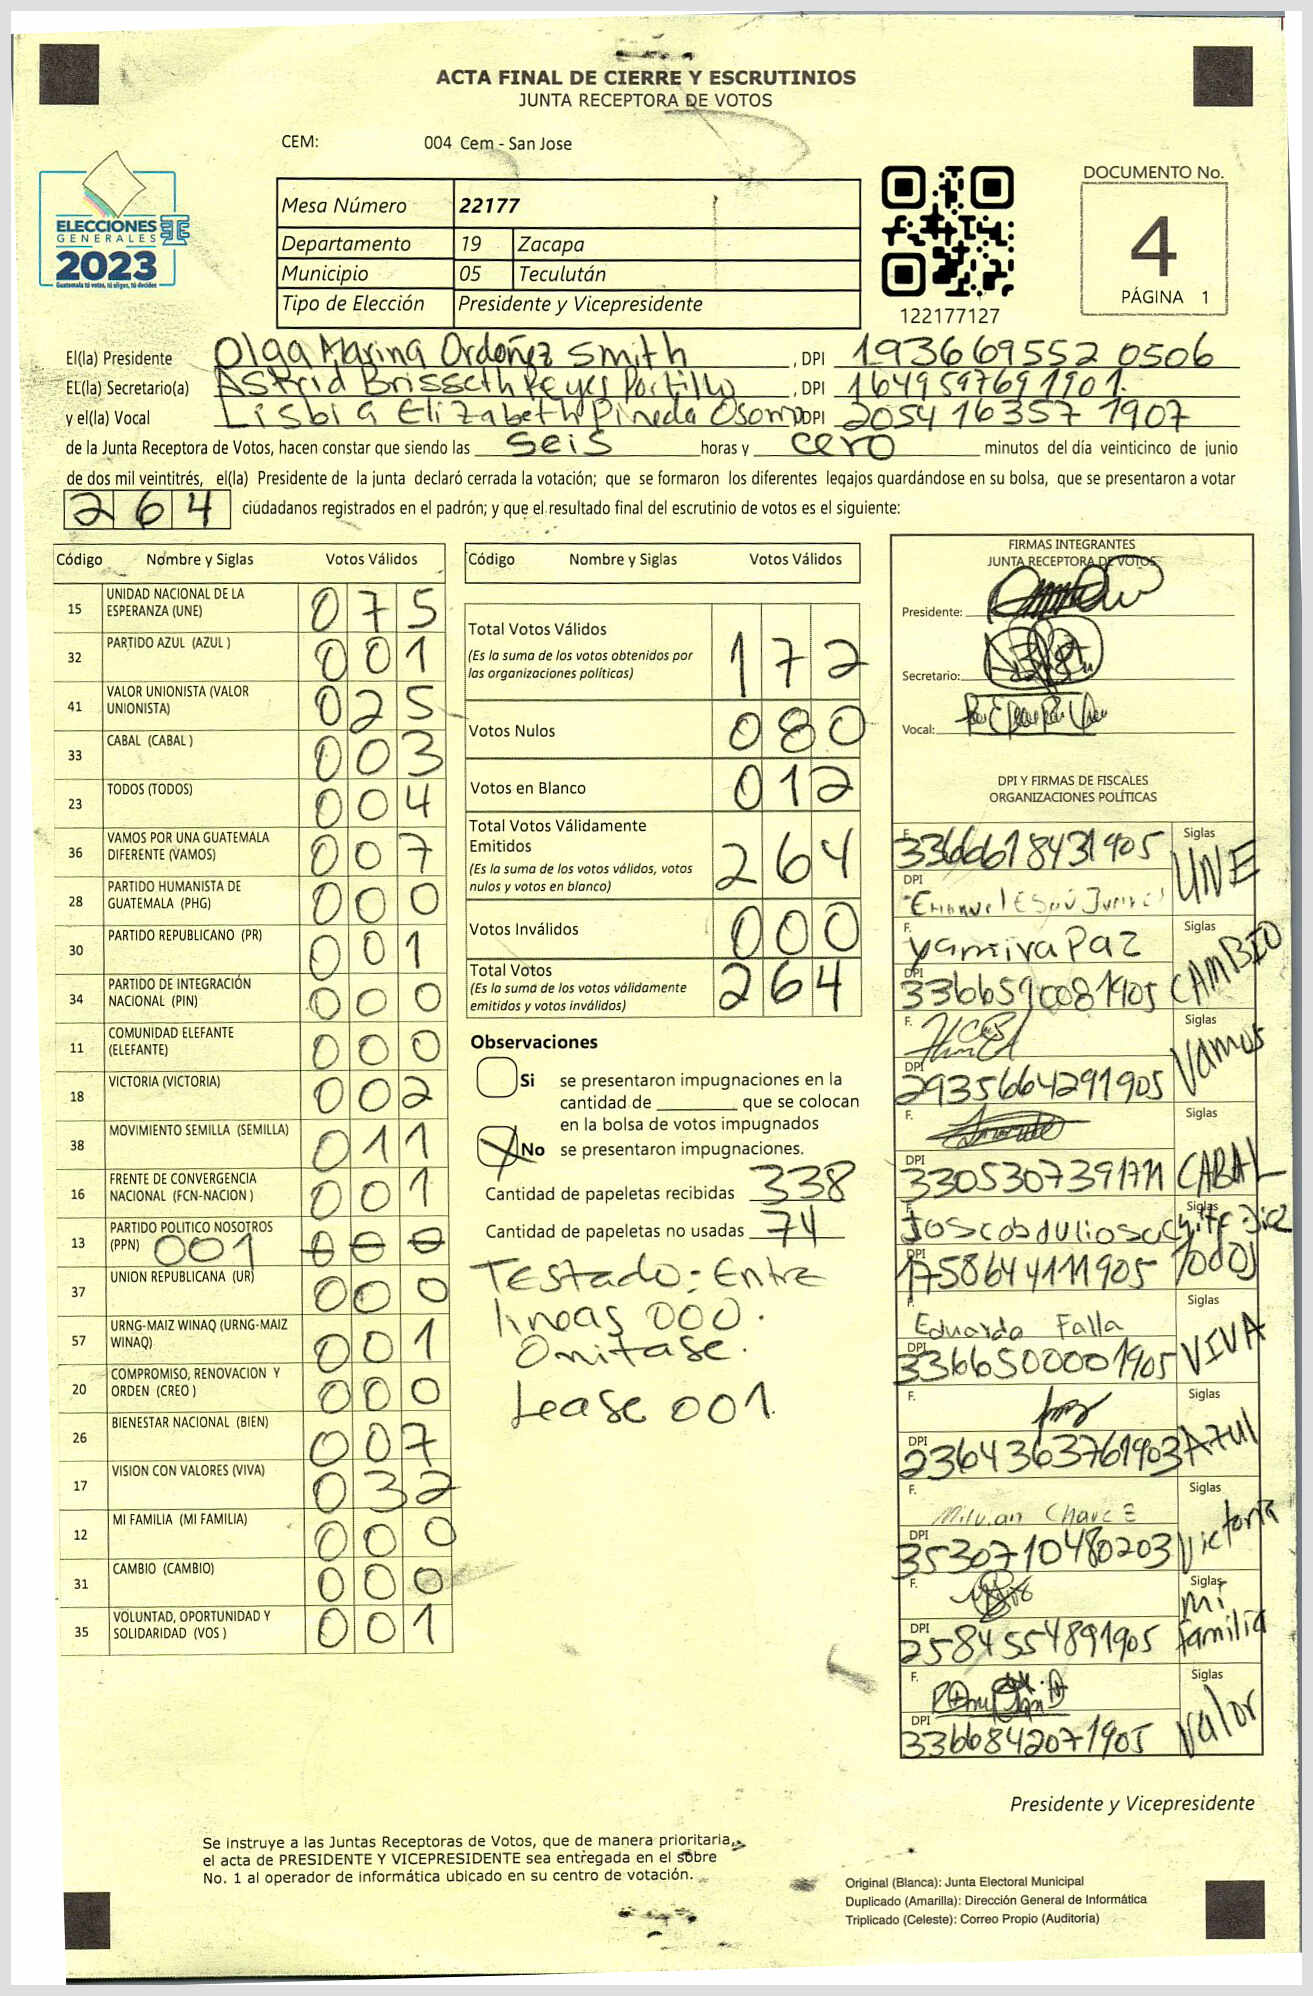 ACTA FINAL DE CIERRE Y ESCRUTINIOS
JUNTA RECEPTORA DE VOTOS
CEM: 004 Cem - San Jose
ELECCIONES
GENERALES
2023
Guatemala tú votas, tú eliges, tú decides
Mesa Número 22177
Departamento 19 Zacapa
Municipio 05 Teculután
Tipo de Elección Presidente y Vicepresidente
122177127
DOCUMENTO No.
4
PÁGINA 1
El(la) Presidente Olga Marina Ordoñez Smith , DPI 193669552 0506
EL(la) Secretario(a) Astrid Brisseth Reyes Portillo , DPI 1649597691901.
y el(la) Vocal Lisbia Elizabeth Pineda Osorio DPI 2054 16357 1907
de la Junta Receptora de Votos, hacen constar que siendo las seis horas y cero minutos del día veinticinco de junio
de dos mil veintitrés, el(la) Presidente de la junta declaró cerrada la votación; que se formaron los diferentes legajos guardándose en su bolsa, que se presentaron a votar
264 ciudadanos registrados en el padrón; y que el resultado final del escrutinio de votos es el siguiente:
Código Nombre y Siglas Votos Válidos
15 UNIDAD NACIONAL DE LA ESPERANZA (UNE) 075
32 PARTIDO AZUL (AZUL ) 001
41 VALOR UNIONISTA (VALOR UNIONISTA) 025
33 CABAL (CABAL ) 003
23 TODOS (TODOS) 004
36 VAMOS POR UNA GUATEMALA DIFERENTE (VAMOS) 007
28 PARTIDO HUMANISTA DE GUATEMALA (PHG) 000
30 PARTIDO REPUBLICANO (PR) 001
34 PARTIDO DE INTEGRACIÓN NACIONAL (PIN) 000
11 COMUNIDAD ELEFANTE (ELEFANTE) 000
18 VICTORIA (VICTORIA) 002
38 MOVIMIENTO SEMILLA (SEMILLA) 011
16 FRENTE DE CONVERGENCIA NACIONAL (FCN-NACION ) 001
13 PARTIDO POLITICO NOSOTROS (PPN) 001 000
37 UNION REPUBLICANA (UR) 000
57 URNG-MAIZ WINAQ (URNG-MAIZ WINAQ) 001
20 COMPROMISO, RENOVACION Y ORDEN (CREO ) 000
26 BIENESTAR NACIONAL (BIEN) 007
17 VISION CON VALORES (VIVA) 032
12 MI FAMILIA (MI FAMILIA) 000
31 CAMBIO (CAMBIO) 000
35 VOLUNTAD, OPORTUNIDAD Y SOLIDARIDAD (VOS ) 001
Código Nombre y Siglas Votos Válidos
Total Votos Válidos 172
(Es la suma de los votos obtenidos por
las organizaciones políticas)
Votos Nulos 080
Votos en Blanco 012
Total Votos Válidamente
Emitidos 264
(Es la suma de los votos válidos, votos
nulos y votos en blanco)
Votos Inválidos 000
Total Votos 264
(Es la suma de los votos válidamente
emitidos y votos inválidos)
Observaciones
Si se presentaron impugnaciones en la
cantidad de ________ que se colocan
en la bolsa de votos impugnados
X No se presentaron impugnaciones.
Cantidad de papeletas recibidas 338
Cantidad de papeletas no usadas 74
Testado: Entre
lineas 000.
Omitase.
Lease 001.
FIRMAS INTEGRANTES
JUNTA RECEPTORA DE VOTOS
Presidente:
Secretario:
Vocal:
DPI Y FIRMAS DE FISCALES
ORGANIZACIONES POLÍTICAS
F. 3366618431905 Siglas UNE
DPI
F. Yamira Paz Siglas CAMBIO
DPI 3366590081905
F. Siglas Vamos
DPI 2935664291905
F. Siglas CABAL
DPI
F. Siglas Todos
DPI 1758644111905
F. Eduardo Falla Siglas VIVA
DPI 3366500001905
F. Siglas Azul
DPI 2364363761903
F. Siglas Victoria
DPI 3530710480203
F. Siglas mi familia
DPI 2584554891905
F. Siglas Valor
DPI 3366842071905
Presidente y Vicepresidente
Se instruye a las Juntas Receptoras de Votos, que de manera prioritaria,
el acta de PRESIDENTE Y VICEPRESIDENTE sea entregada en el sobre
No. 1 al operador de informática ubicado en su centro de votación.
Original (Blanca): Junta Electoral Municipal
Duplicado (Amarilla): Dirección General de Informática
Triplicado (Celeste): Correo Propio (Auditoría)